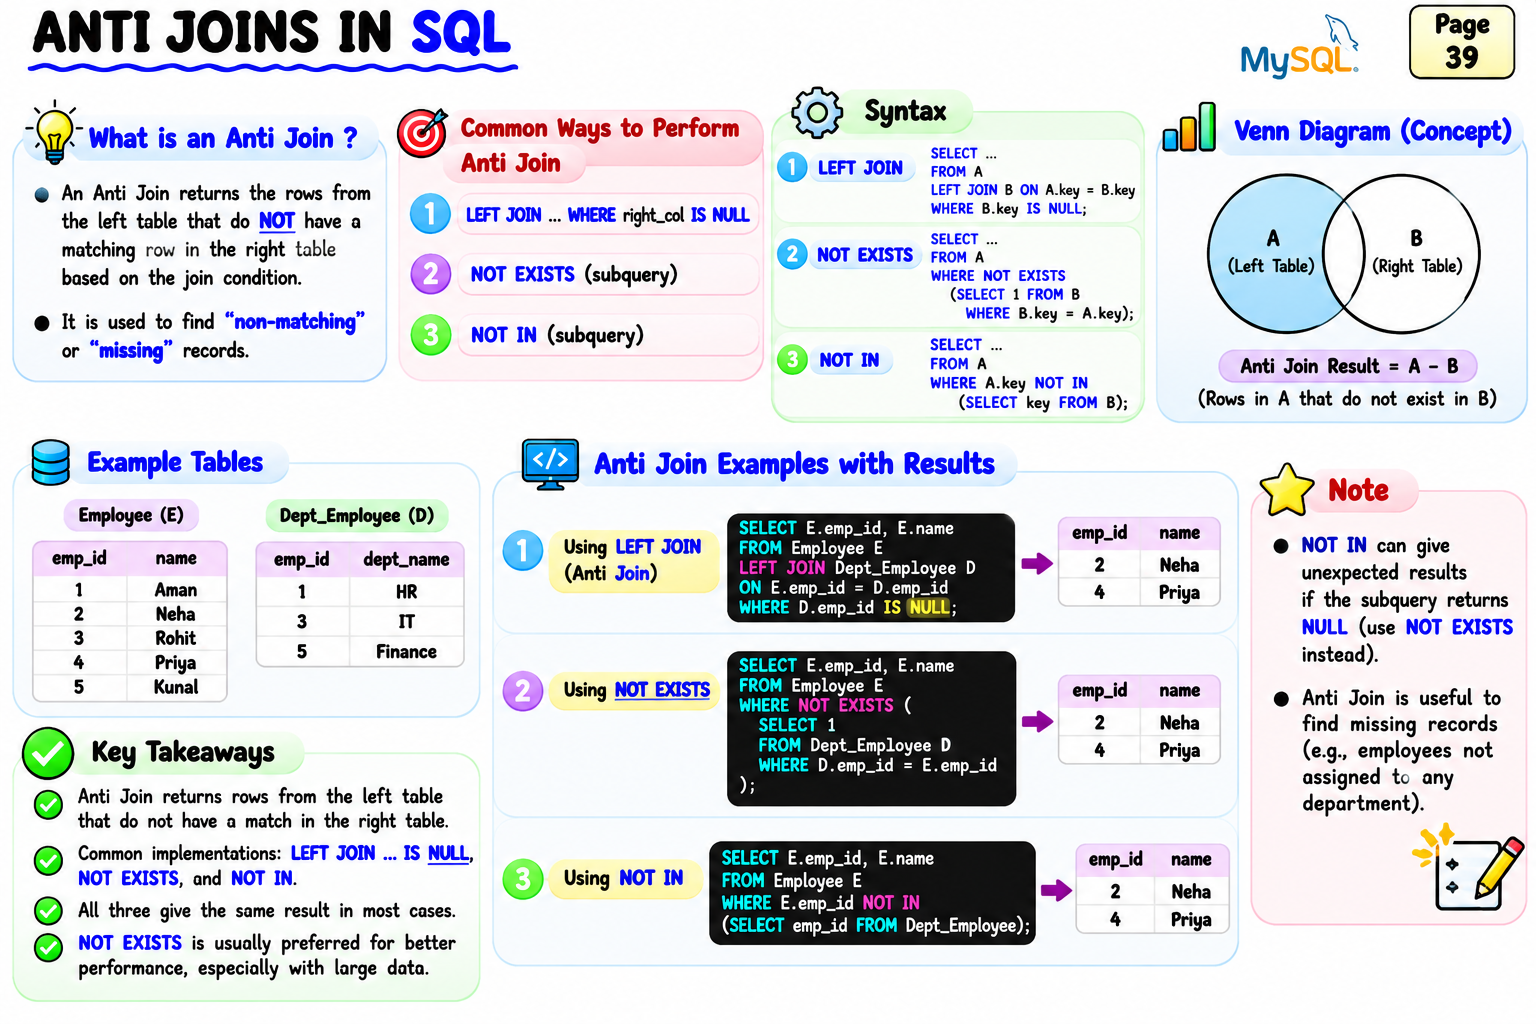 ANTI JOINS IN SQL
MySQL
Page
39
What is an Anti Join ?
An Anti Join returns the rows from
the left table that do NOT have a
matching row in the right table
based on the join condition.
It is used to find “non-matching”
or “missing” records.
Common Ways to Perform
Anti Join
1 LEFT JOIN ... WHERE right_col IS NULL
2 NOT EXISTS (subquery)
3 NOT IN (subquery)
Syntax
1 LEFT JOIN
SELECT ...
FROM A
LEFT JOIN B ON A.key = B.key
WHERE B.key IS NULL;
2 NOT EXISTS
SELECT ...
FROM A
WHERE NOT EXISTS
(SELECT 1 FROM B
WHERE B.key = A.key);
3 NOT IN
SELECT ...
FROM A
WHERE A.key NOT IN
(SELECT key FROM B);
Venn Diagram (Concept)
A B
(Left Table) (Right Table)
Anti Join Result = A - B
(Rows in A that do not exist in B)
Example Tables
Employee (E)
emp_id name
1 Aman
2 Neha
3 Rohit
4 Priya
5 Kunal
Dept_Employee (D)
emp_id dept_name
1 HR
3 IT
5 Finance
Anti Join Examples with Results
1 Using LEFT JOIN
(Anti Join)
SELECT E.emp_id, E.name
FROM Employee E
LEFT JOIN Dept_Employee D
ON E.emp_id = D.emp_id
WHERE D.emp_id IS NULL;
emp_id name
2 Neha
4 Priya
2 Using NOT EXISTS
SELECT E.emp_id, E.name
FROM Employee E
WHERE NOT EXISTS (
SELECT 1
FROM Dept_Employee D
WHERE D.emp_id = E.emp_id
);
emp_id name
2 Neha
4 Priya
3 Using NOT IN
SELECT E.emp_id, E.name
FROM Employee E
WHERE E.emp_id NOT IN
(SELECT emp_id FROM Dept_Employee);
emp_id name
2 Neha
4 Priya
Note
NOT IN can give
unexpected results
if the subquery returns
NULL (use NOT EXISTS
instead).
Anti Join is useful to
find missing records
(e.g., employees not
assigned to any
department).
Key Takeaways
Anti Join returns rows from the left table
that do not have a match in the right table.
Common implementations: LEFT JOIN ... IS NULL,
NOT EXISTS, and NOT IN.
All three give the same result in most cases.
NOT EXISTS is usually preferred for better
performance, especially with large data.